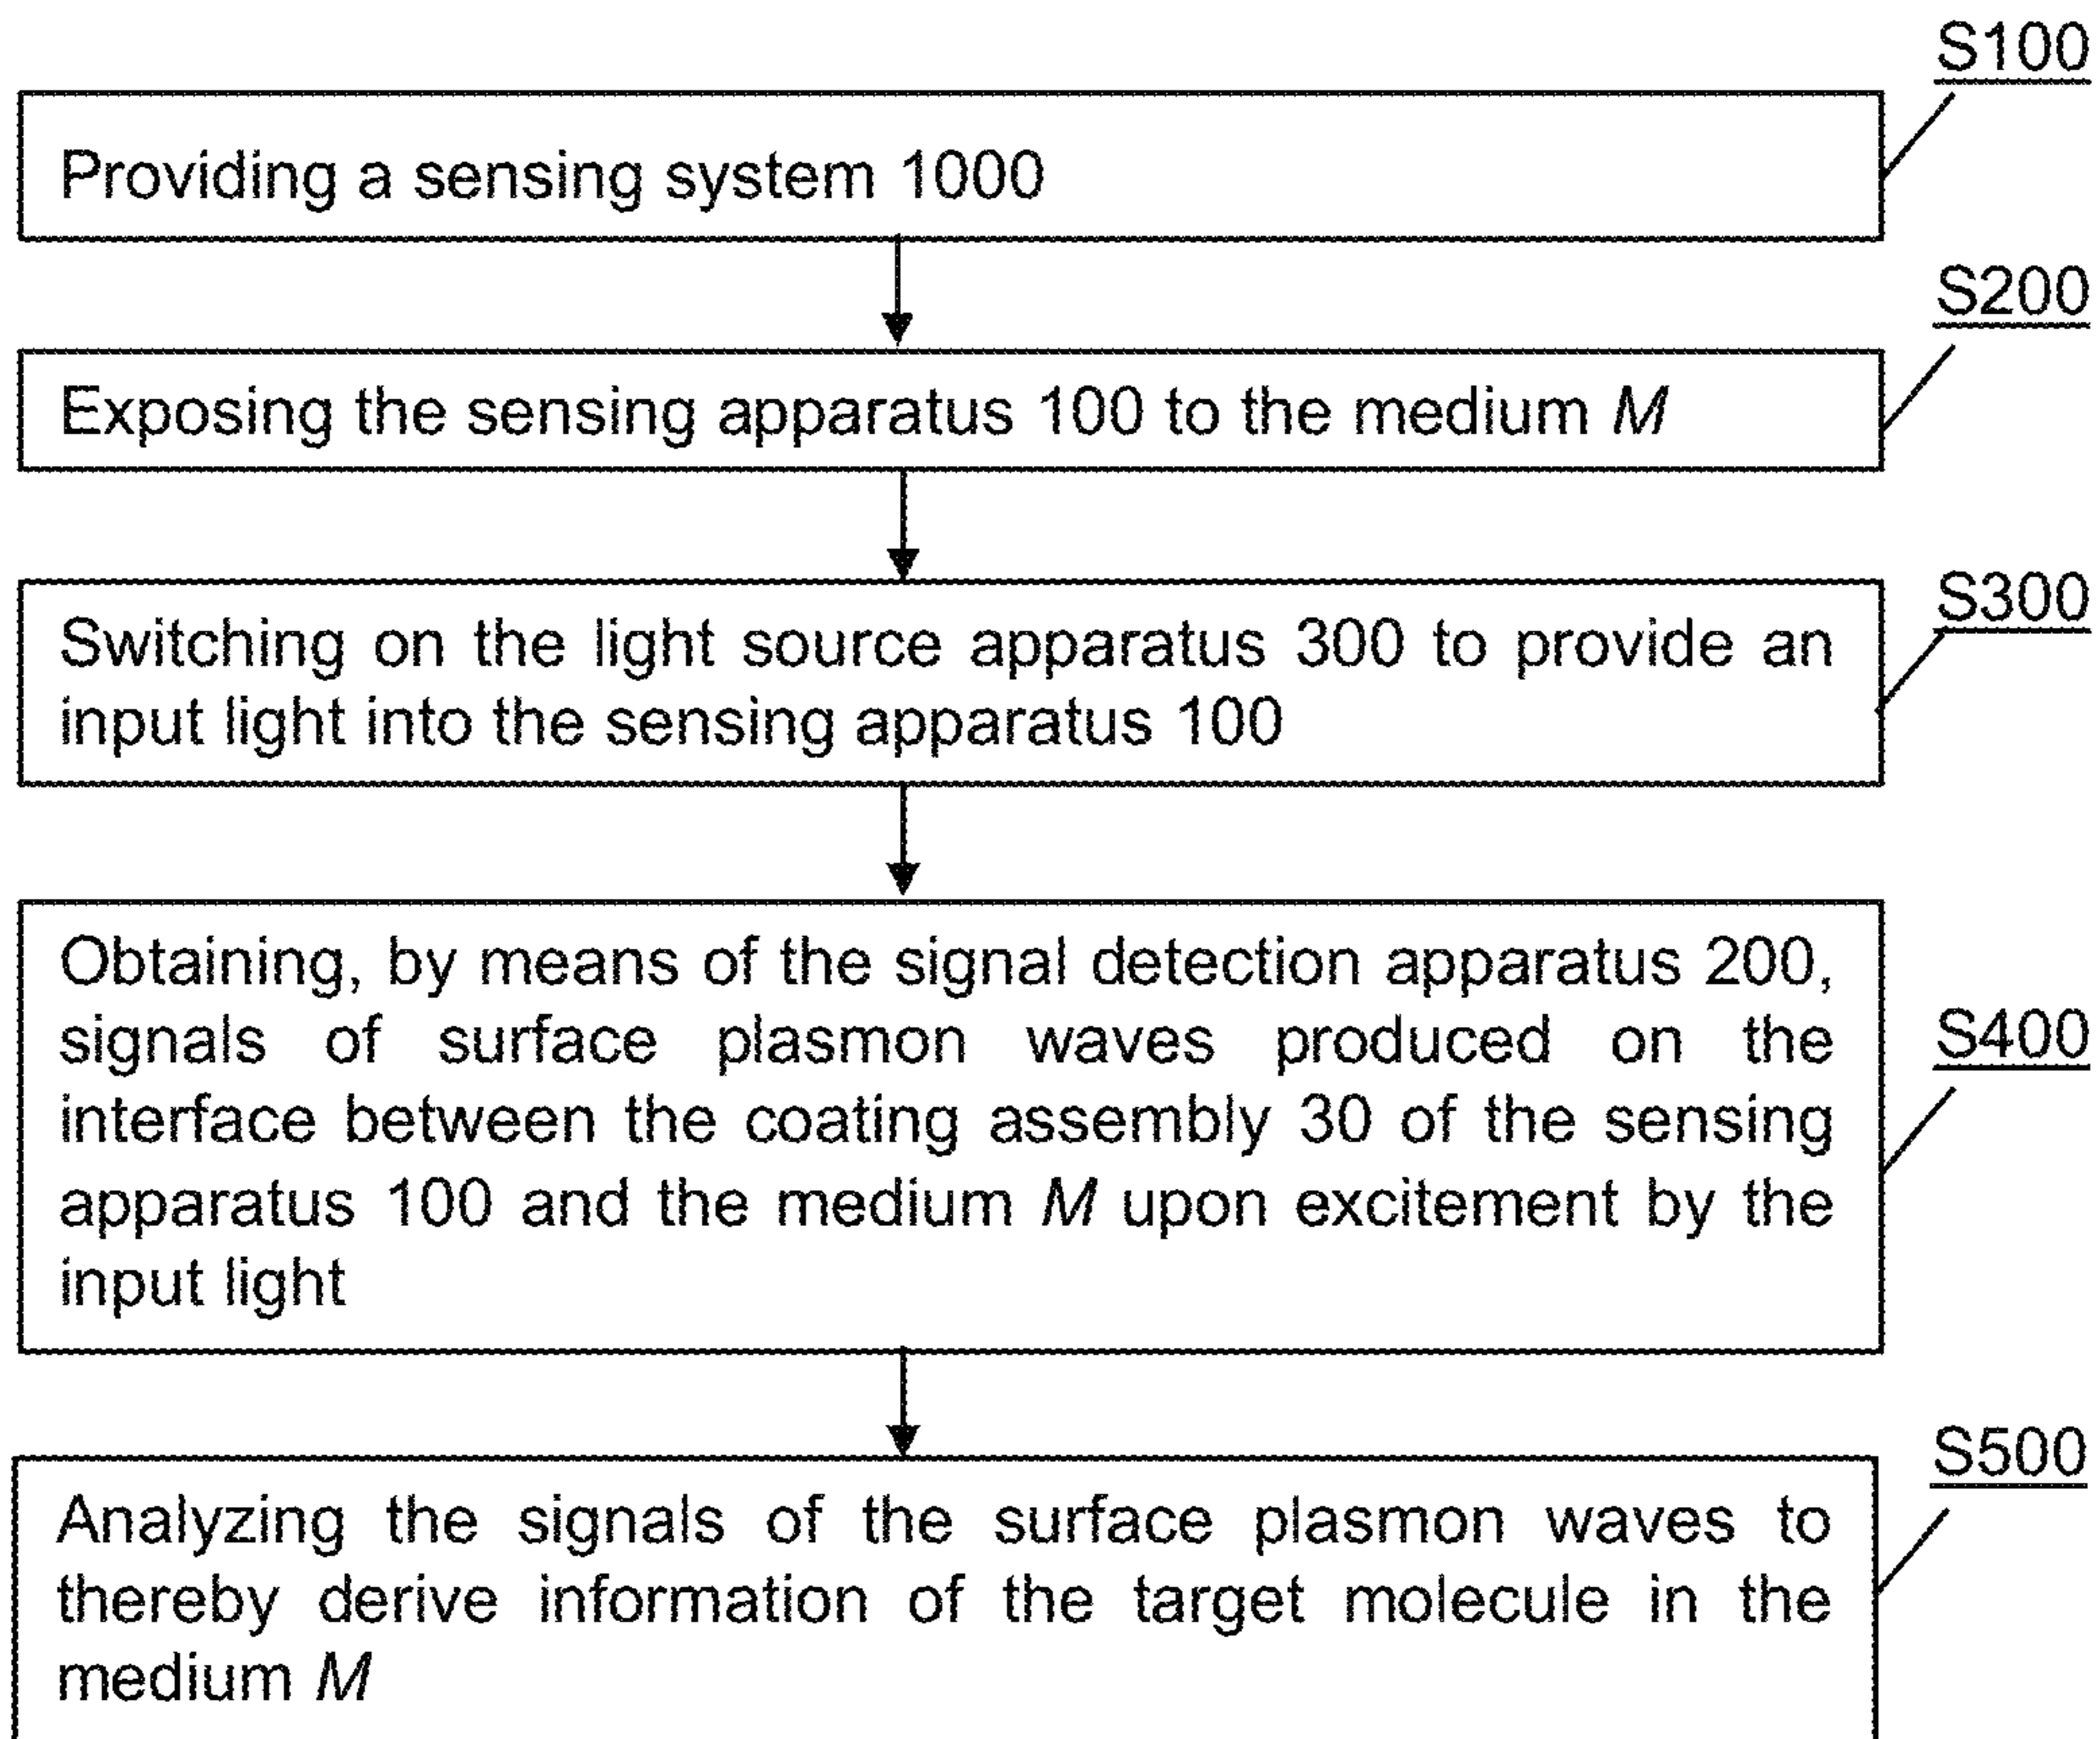 S100
Providing a sensing system 1000
S200
Exposing the sensing apparatus 100 to the medium M
S300
Switching on the light source apparatus 300 to provide an
input light into the sensing apparatus 100
Obtaining, by means of the signal detection apparatus 200,
signals of surface plasmon waves produced on the
S400
interface between the coating assembly 30 of the sensing
apparatus 100 and the medium M upon excitement by the
input light
S500
Analyzing the signals of the surface plasmon waves to
thereby derive information of the target molecule in the
medium M